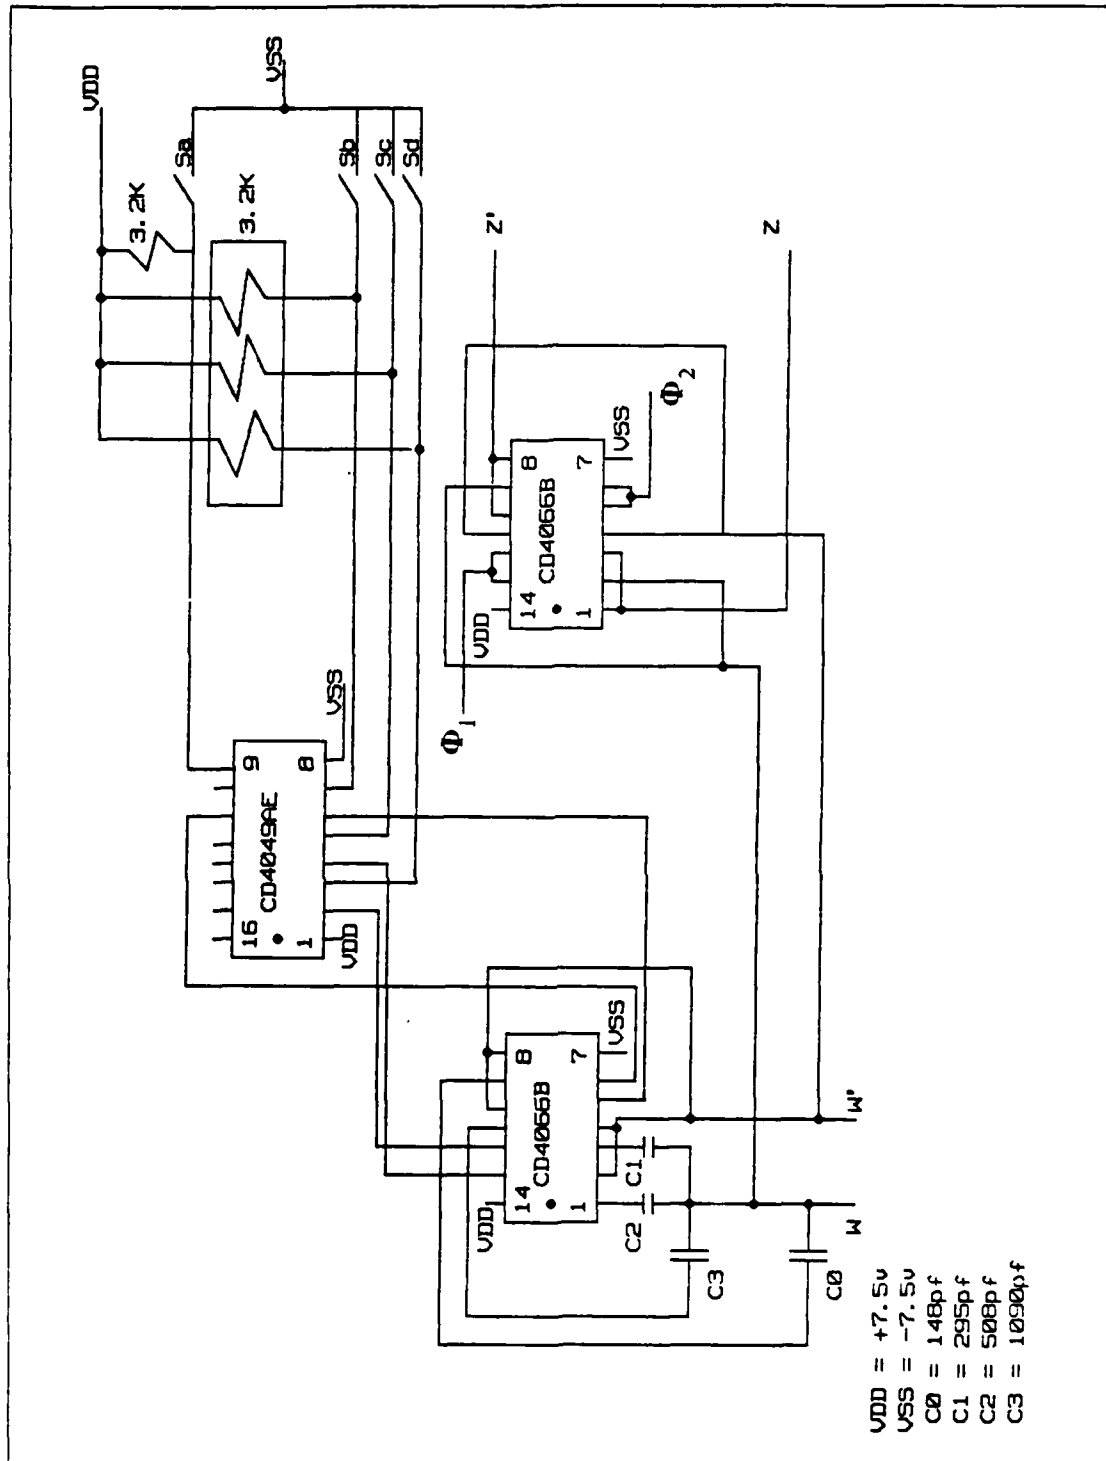 VDD
VSS
3.2K
Sa
3.2K
Sb
Sc
Sd
9
8
VSS
CD4049AE
16
1
VDD
Z'
Z
Φ1
Φ2
VDD
14
1
CD4066B
8
7
VSS
VDD
14
1
CD4066B
8
7
VSS
C1
C2
C3
C0
W'
W
VDD = +7.5v
VSS = -7.5v
C0 = 148pf
C1 = 295pf
C2 = 508pf
C3 = 1090pf